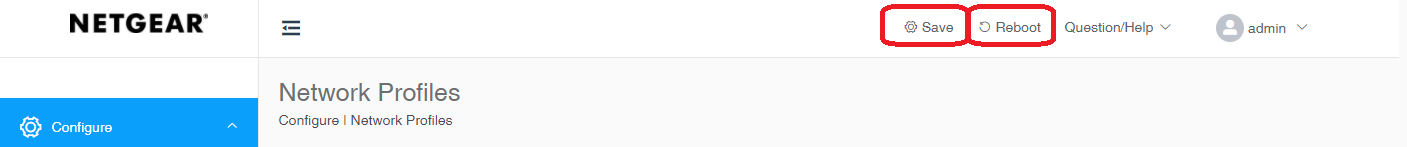 NETGEAR®
Save
Reboot
Question/Help
admin
Network Profiles
Configure | Network Profiles
Configure